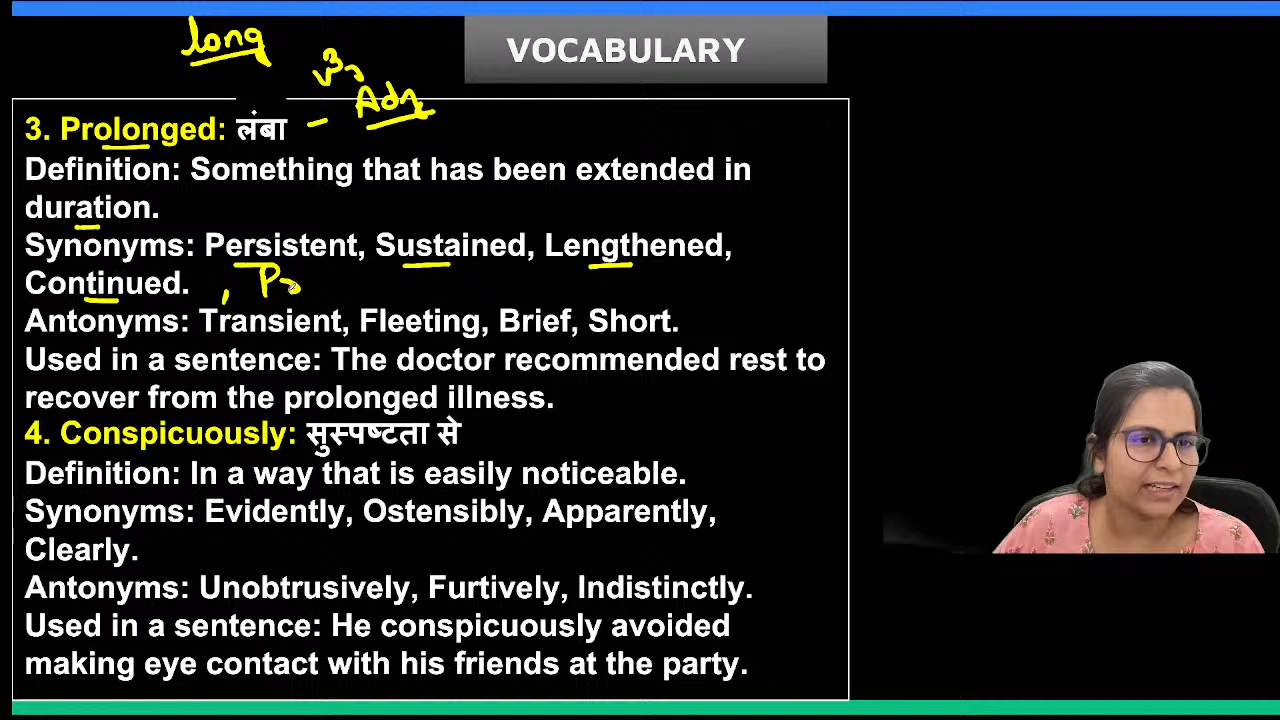 long
VOCABULARY
v3
Adj
3. Prolonged: लंबा -
Definition: Something that has been extended in
duration.
Synonyms: Persistent, Sustained, Lengthened,
Continued. , P
Antonyms: Transient, Fleeting, Brief, Short.
Used in a sentence: The doctor recommended rest to
recover from the prolonged illness.
4. Conspicuously: सुस्पष्टता से
Definition: In a way that is easily noticeable.
Synonyms: Evidently, Ostensibly, Apparently,
Clearly.
Antonyms: Unobtrusively, Furtively, Indistinctly.
Used in a sentence: He conspicuously avoided
making eye contact with his friends at the party.